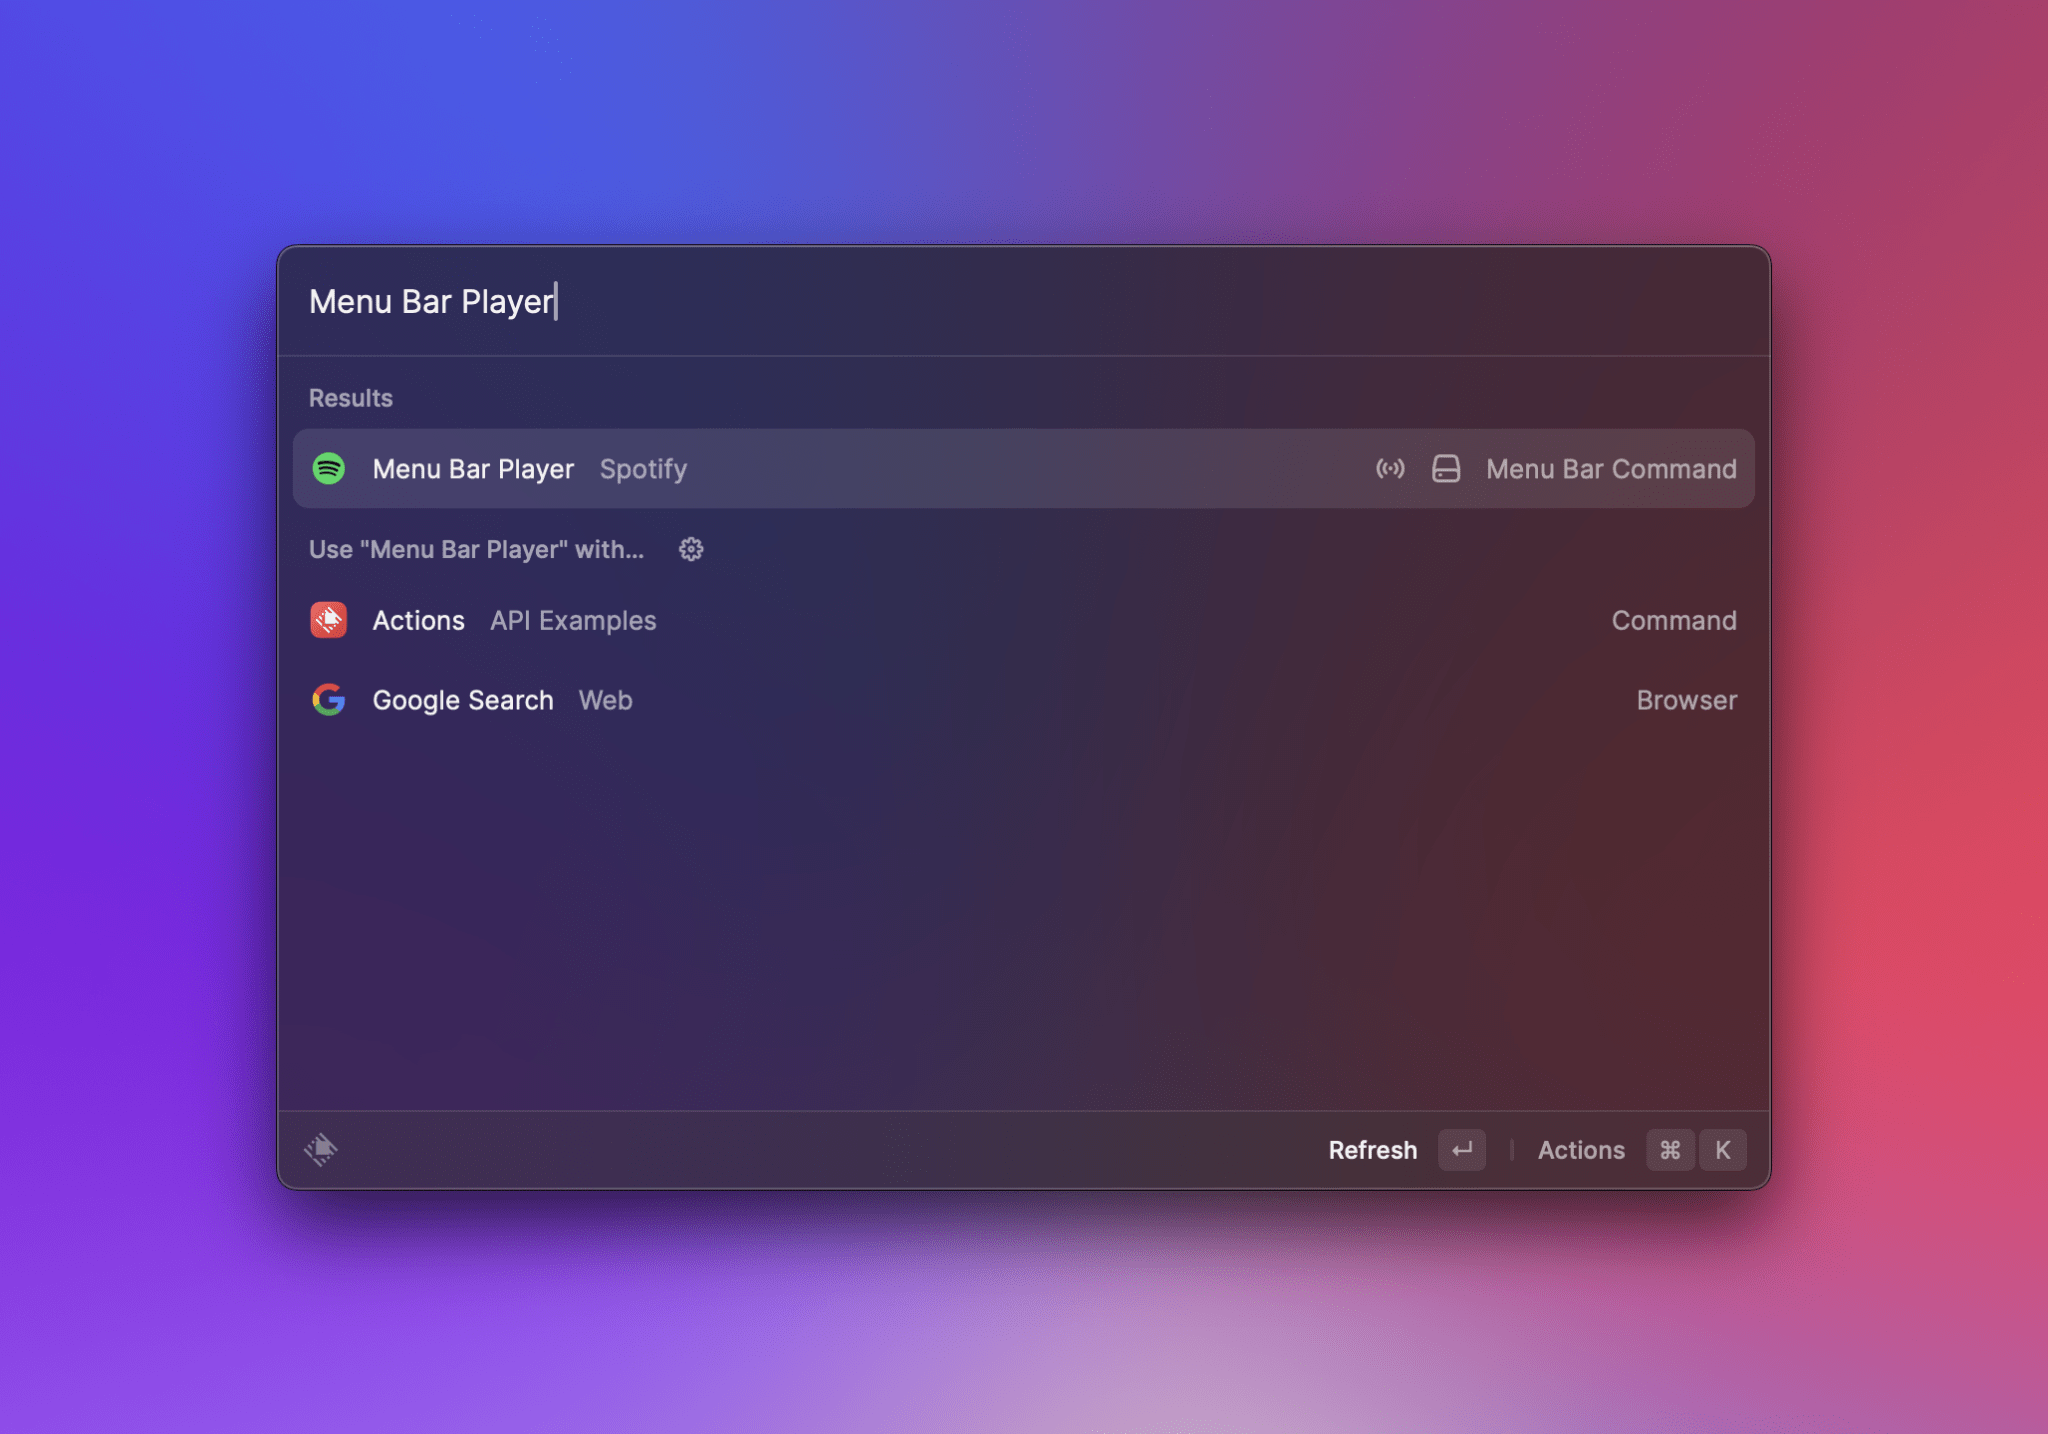 Menu Bar Player
Results
Menu Bar Player Spotify Menu Bar Command
Use "Menu Bar Player" with...
Actions API Examples Command
Google Search Web Browser
Refresh ↵ Actions ⌘ K